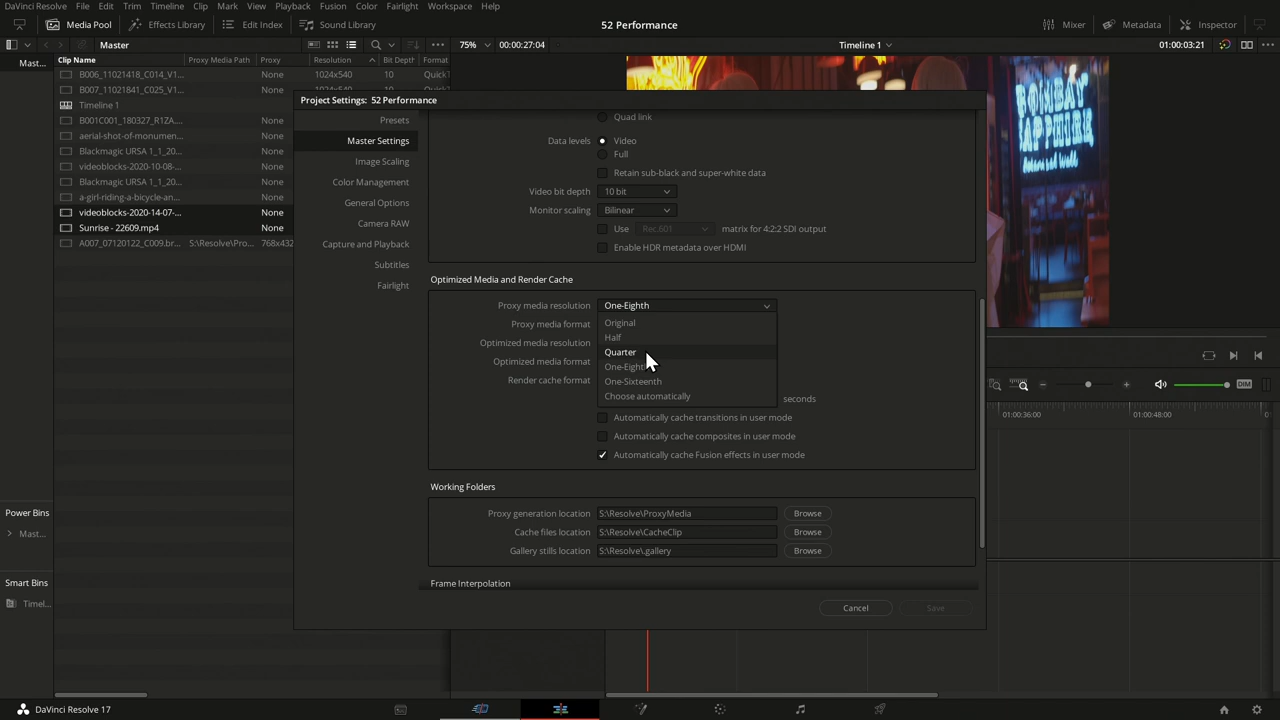 DaVinci Resolve File Edit Trim Timeline Clip Mark View Playback Fusion Color Fairlight Workspace Help
Media Pool Effects Library Edit Index Sound Library 52 Performance Mixer Metadata Inspector
Master 75% 00:00:27:04 Timeline 1 01:00:03:21
Clip Name Proxy Media Path Proxy Resolution Bit Depth Format
Mast...
B006_11021418_C014_V1... None 1024x540 10 QuickT
B007_11021841_C025_V1... None 1024x540 10 QuickT
Timeline 1
B001C001_180327_R1ZA... None
aerial-shot-of-monumen... None
Blackmagic URSA 1_1_20... None
videoblocks-2020-10-08-... None
Blackmagic URSA 1_1_20... None
a-girl-riding-a-bicycle-an... None
videoblocks-2020-14-07-... None
Sunrise - 22609.mp4 None
A007_07120122_C009.br... S:\Resolve\Pro... 768x432
BOMBAY
SAPPHIRE
Project Settings: 52 Performance
Presets
Master Settings
Image Scaling
Color Management
General Options
Camera RAW
Capture and Playback
Subtitles
Fairlight
Quad link
Data levels Video
Full
Retain sub-black and super-white data
Video bit depth 10 bit
Monitor scaling Bilinear
Use Rec.601 matrix for 4:2:2 SDI output
Enable HDR metadata over HDMI
Optimized Media and Render Cache
Proxy media resolution One-Eighth
Proxy media format
Optimized media resolution
Optimized media format
Render cache format
Original
Half
Quarter
One-Eighth
One-Sixteenth
Choose automatically
seconds
Automatically cache transitions in user mode
Automatically cache composites in user mode
Automatically cache Fusion effects in user mode
Working Folders
Proxy generation location S:\Resolve\ProxyMedia Browse
Cache files location S:\Resolve\CacheClip Browse
Gallery stills location S:\Resolve\.gallery Browse
Frame Interpolation
Cancel Save
DIM
01:00:36:00 01:00:48:00
Power Bins
Mast...
Smart Bins
Timel...
DaVinci Resolve 17